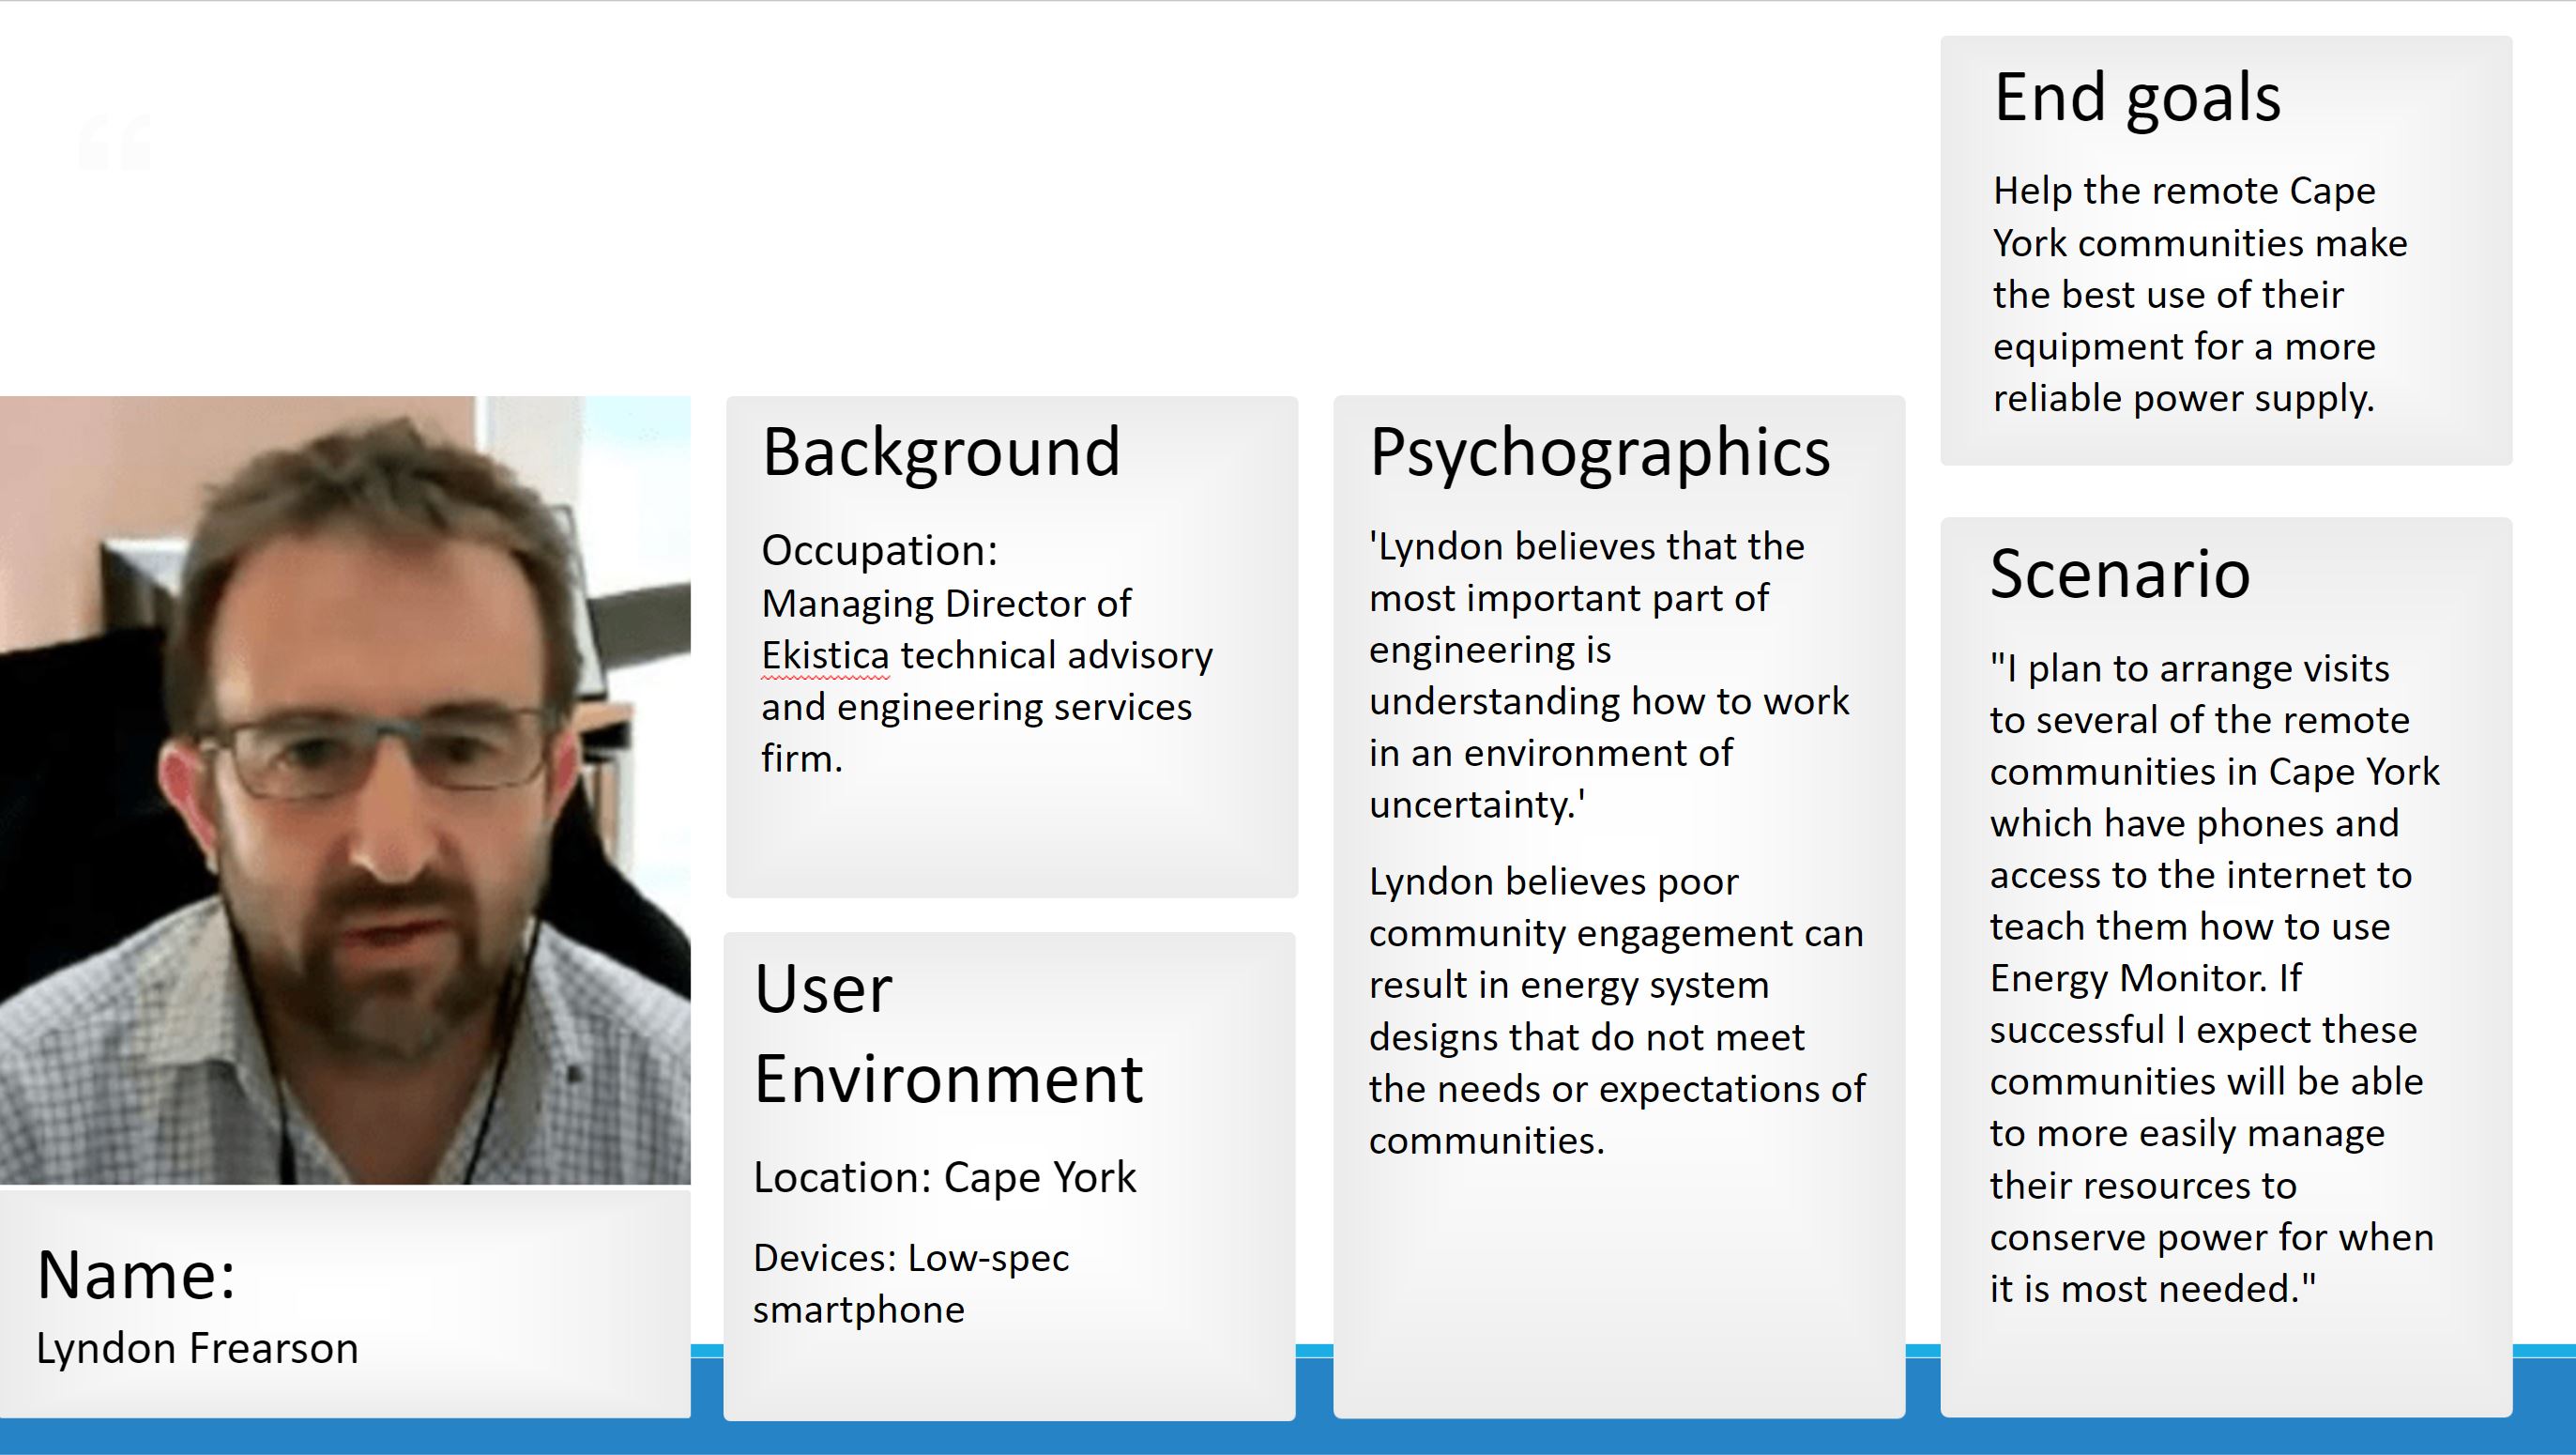 “
Name:
Lyndon Frearson
Background
Occupation:
Managing Director of
Ekistica technical advisory
and engineering services
firm.
User
Environment
Location: Cape York
Devices: Low-spec
smartphone
Psychographics
'Lyndon believes that the
most important part of
engineering is
understanding how to work
in an environment of
uncertainty.'
Lyndon believes poor
community engagement can
result in energy system
designs that do not meet
the needs or expectations of
communities.
End goals
Help the remote Cape
York communities make
the best use of their
equipment for a more
reliable power supply.
Scenario
"I plan to arrange visits
to several of the remote
communities in Cape York
which have phones and
access to the internet to
teach them how to use
Energy Monitor. If
successful I expect these
communities will be able
to more easily manage
their resources to
conserve power for when
it is most needed."